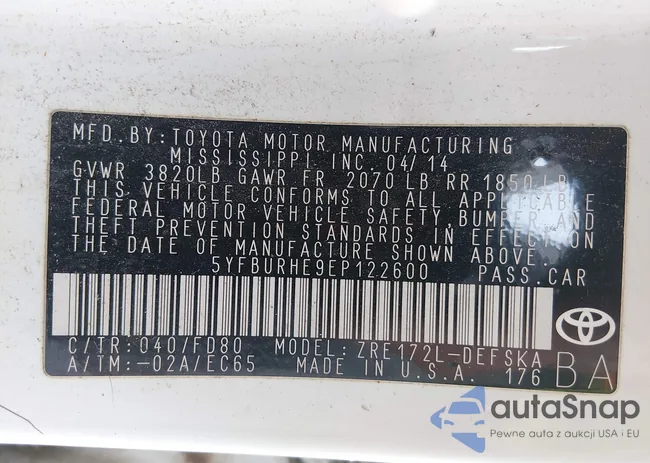 MFD. BY: TOYOTA MOTOR MANUFACTURING
MISSISSIPPI, INC. 04/14
GVWR 3820LB GAWR FR 2070 LB RR 1850 LB
THIS VEHICLE CONFORMS TO ALL APPLICABLE
FEDERAL MOTOR VEHICLE SAFETY, BUMPER AND
THEFT PREVENTION STANDARDS IN EFFECT ON
THE DATE OF MANUFACTURE SHOWN ABOVE.
5YFBURHE9EP122600 PASS. CAR
C/TR: 040/FD80 MODEL: ZRE172L-DEFSKA
A/TM: -02A/EC65 MADE IN U.S.A. 176 BA
autaSnap
Pewne auta z aukcji USA i EU